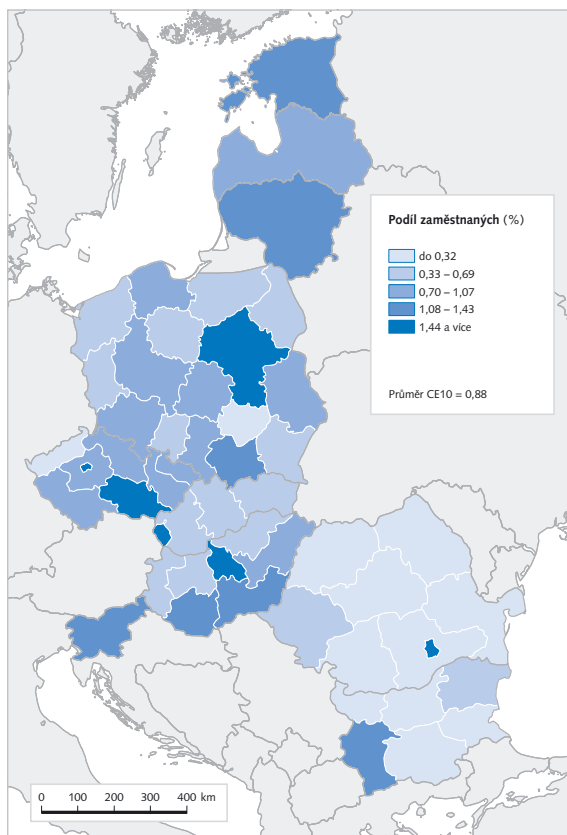 Podíl zaměstnaných (%)
do 0,32
0,33 – 0,69
0,70 – 1,07
1,08 – 1,43
1,44 a více
Průměr CE10 = 0,88
0 100 200 300 400 km